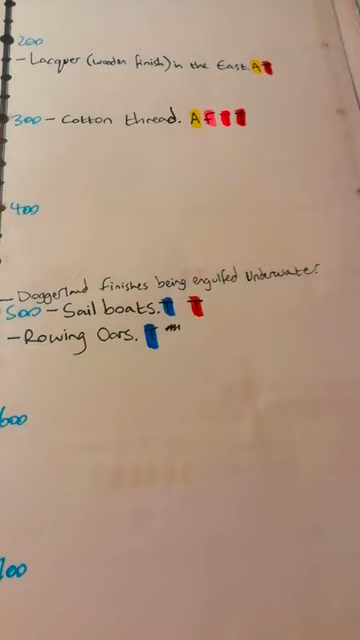 200
- Lacquer (wooden finish) in the East. A T
300 - Cotton thread. A F T T
400
- Doggerland finishes being engulfed Underwater.
500 - Sail boats. T T
- Rowing Oars. T
600
700